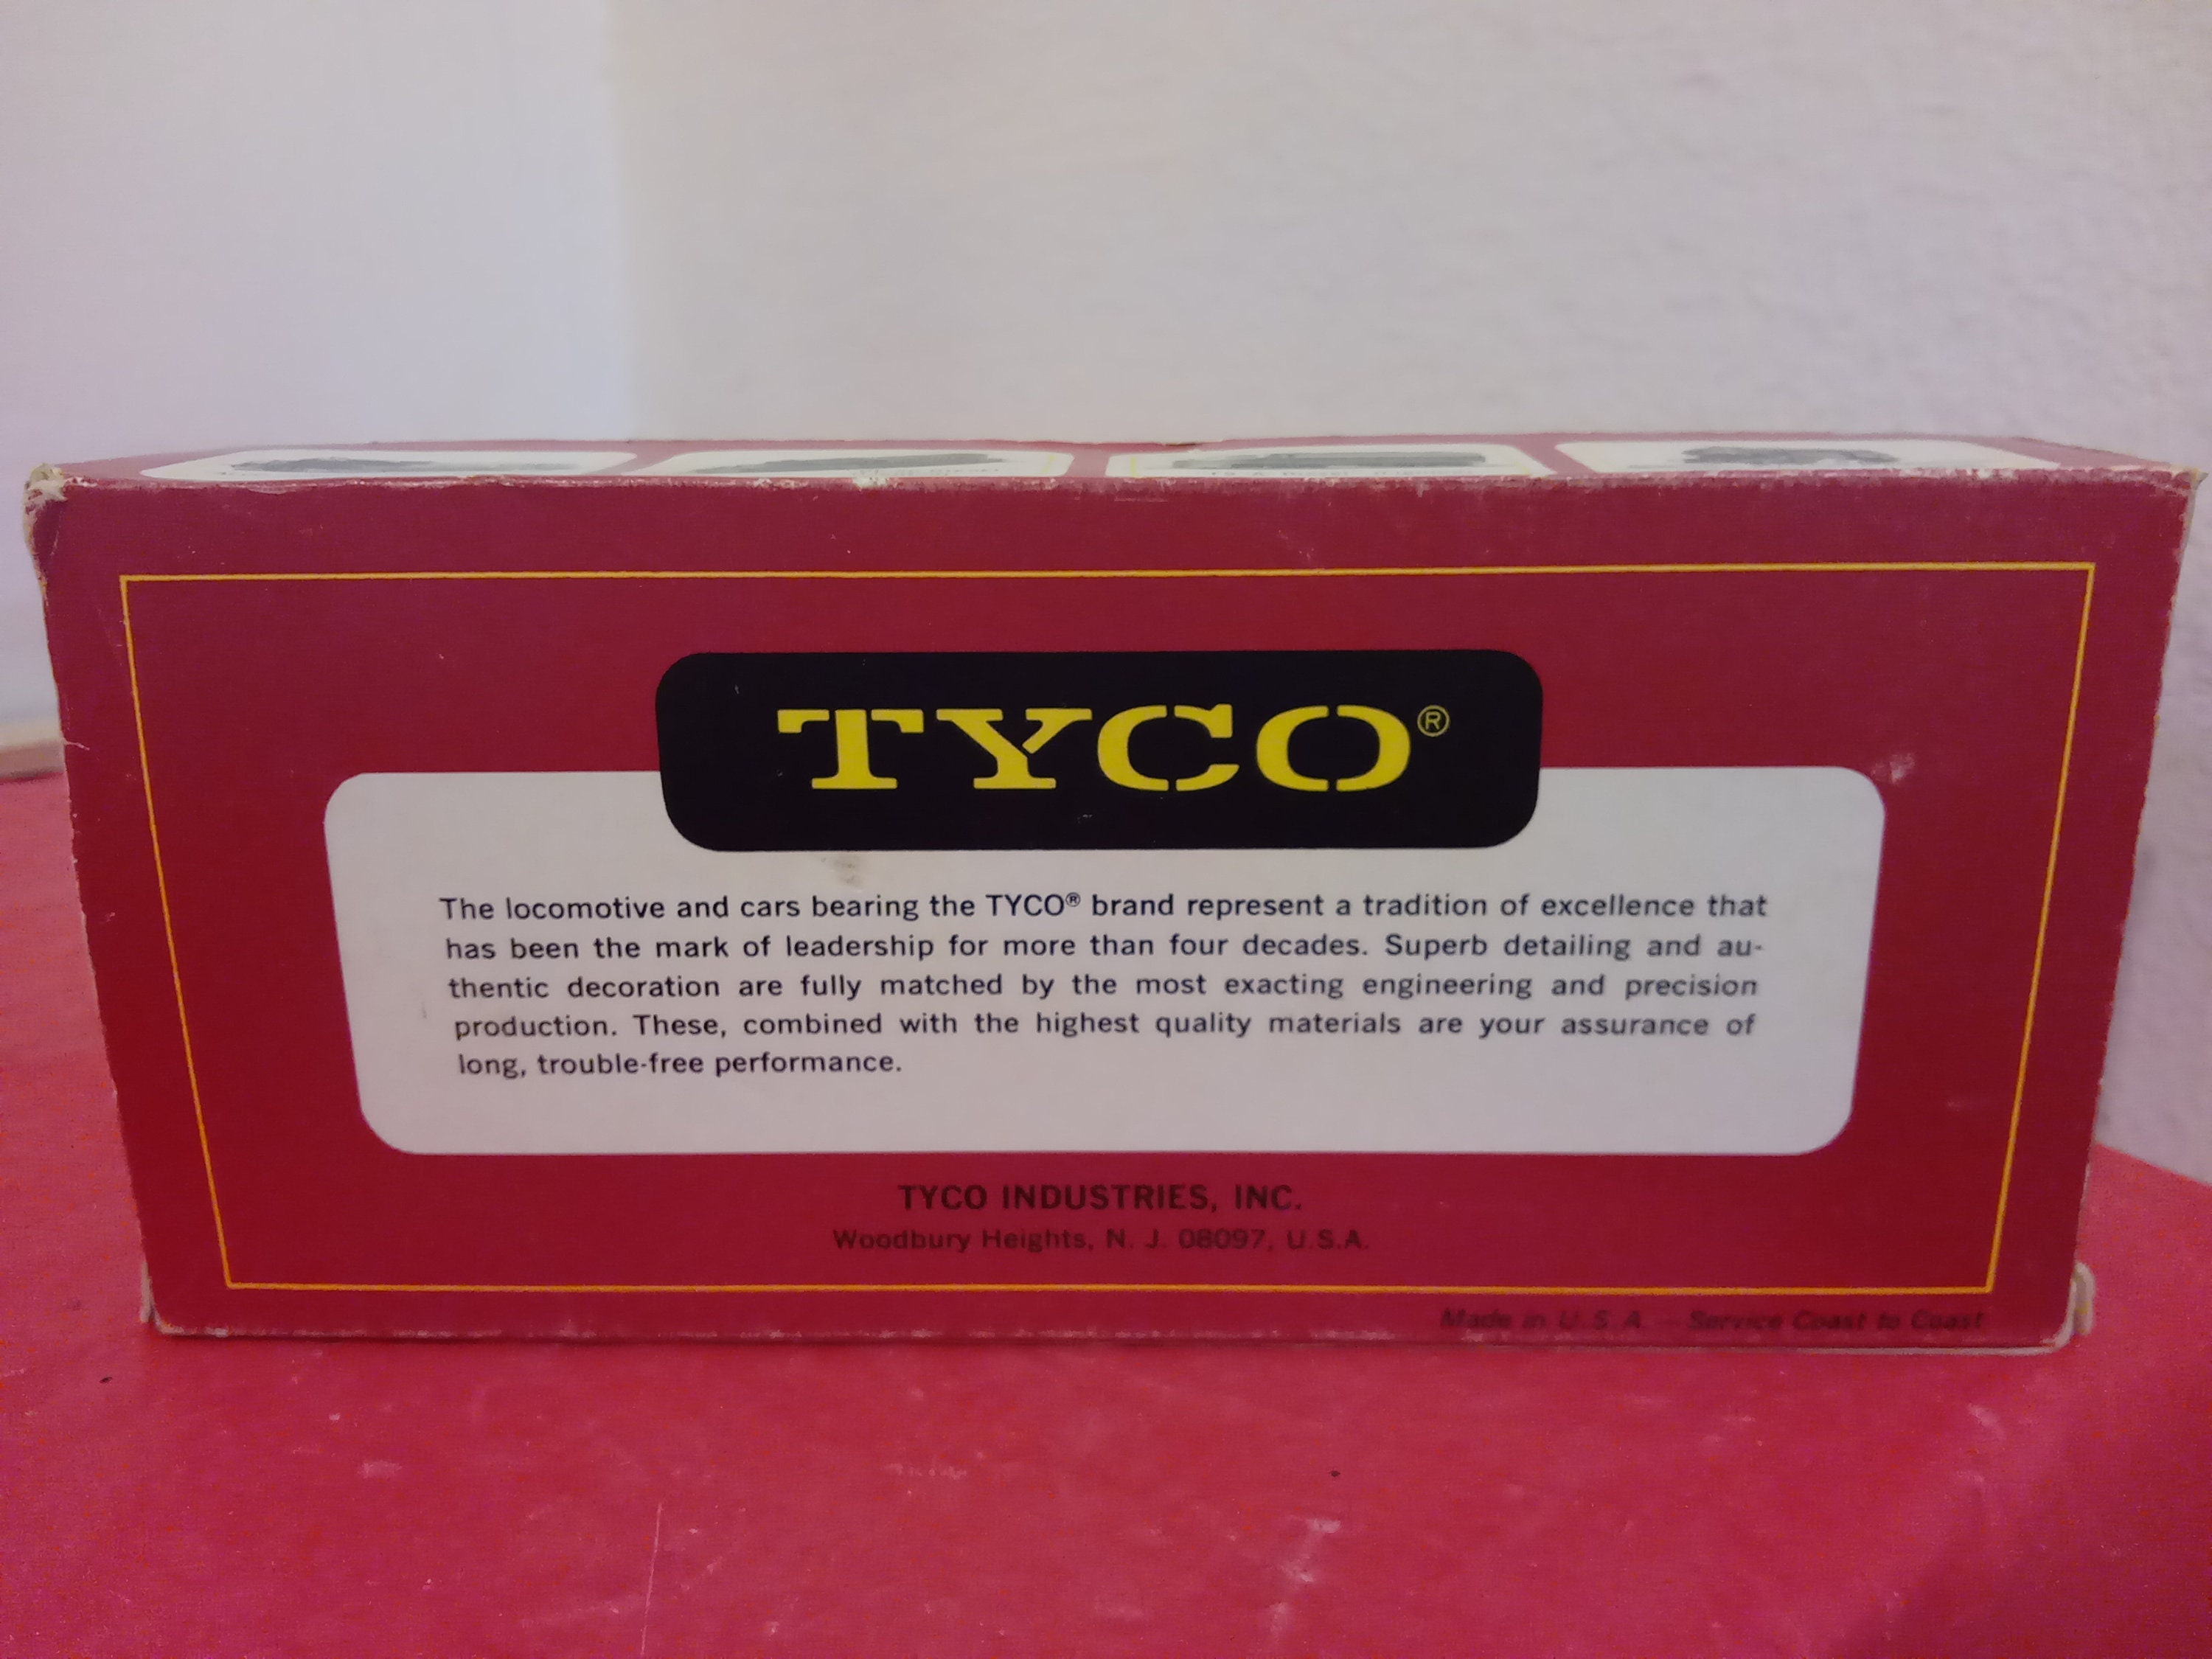 TYCO®
The locomotive and cars bearing the TYCO® brand represent a tradition of excellence that
has been the mark of leadership for more than four decades. Superb detailing and au-
thentic decoration are fully matched by the most exacting engineering and precision
production. These, combined with the highest quality materials are your assurance of
long, trouble-free performance.
TYCO INDUSTRIES, INC.
Woodbury Heights, N. J. 08097, U.S.A.
Made in U. S. A. — Service Coast to Coast